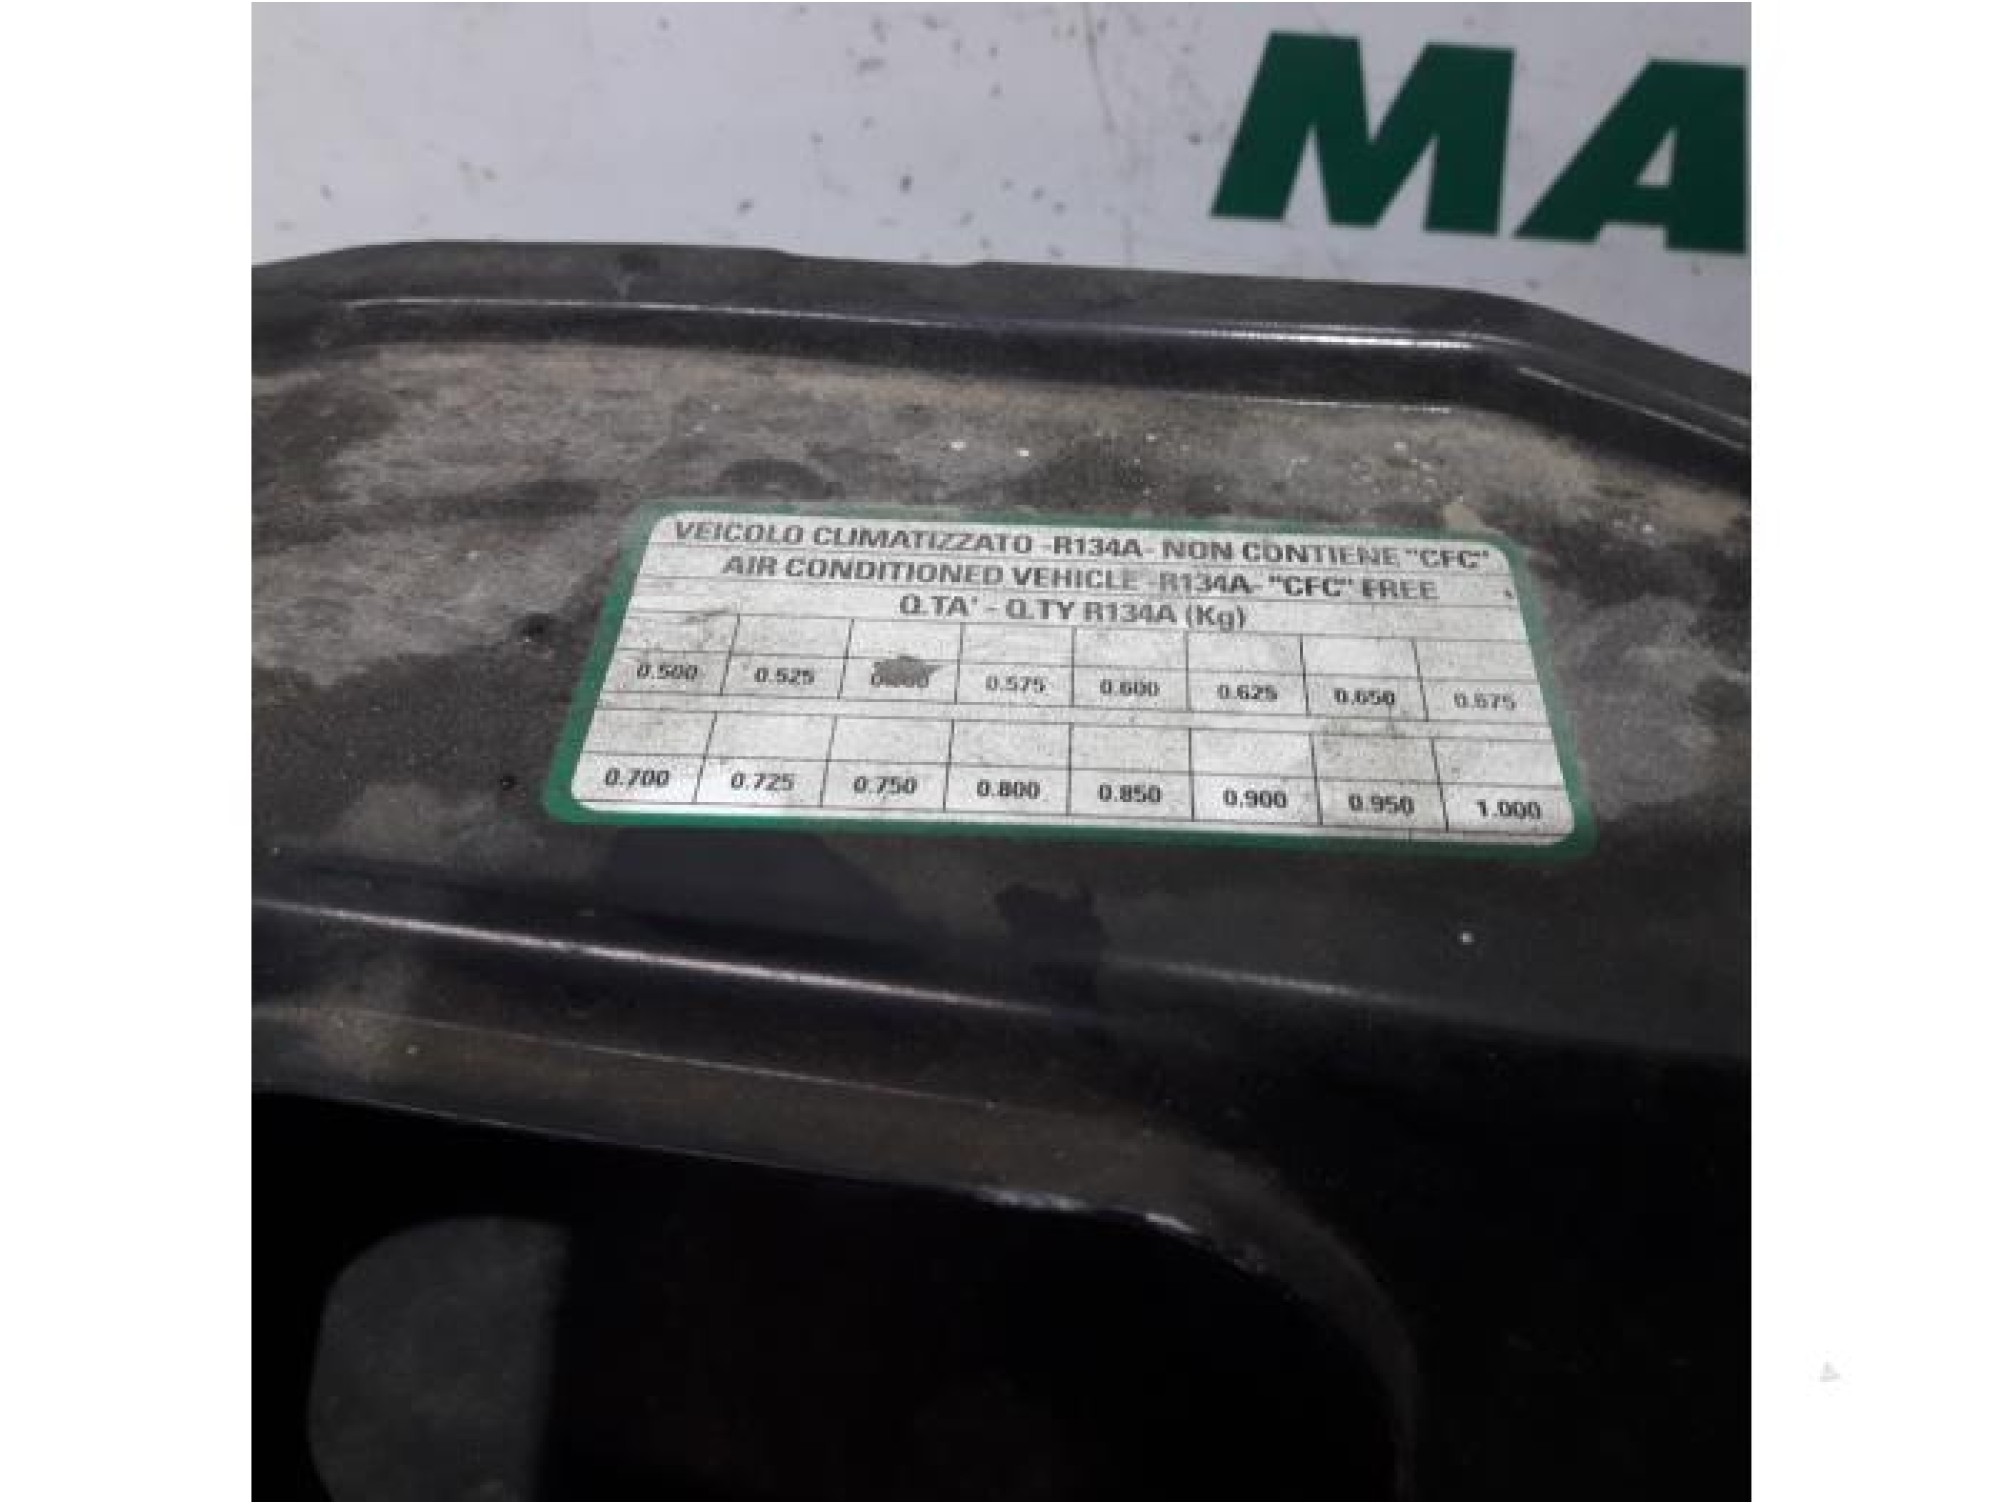 MA
VEICOLO CLIMATIZZATO -R134A- NON CONTIENE "CFC"
AIR CONDITIONED VEHICLE -R134A- "CFC" FREE
Q.TA' - Q.TY R134A (Kg)
0.500 0.525 0.575 0.600 0.625 0.650 0.675
0.700 0.725 0.750 0.800 0.850 0.900 0.950 1.000